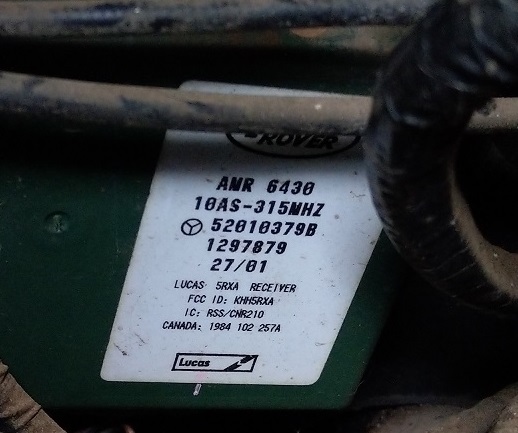 ROVER
AMR 6430
10AS-315MHZ
52010379B
1297879
27/01
LUCAS 5RXA RECEIVER
FCC ID: KHH5RXA
IC: RSS/CNR210
CANADA: 1984 102 257A
Lucas